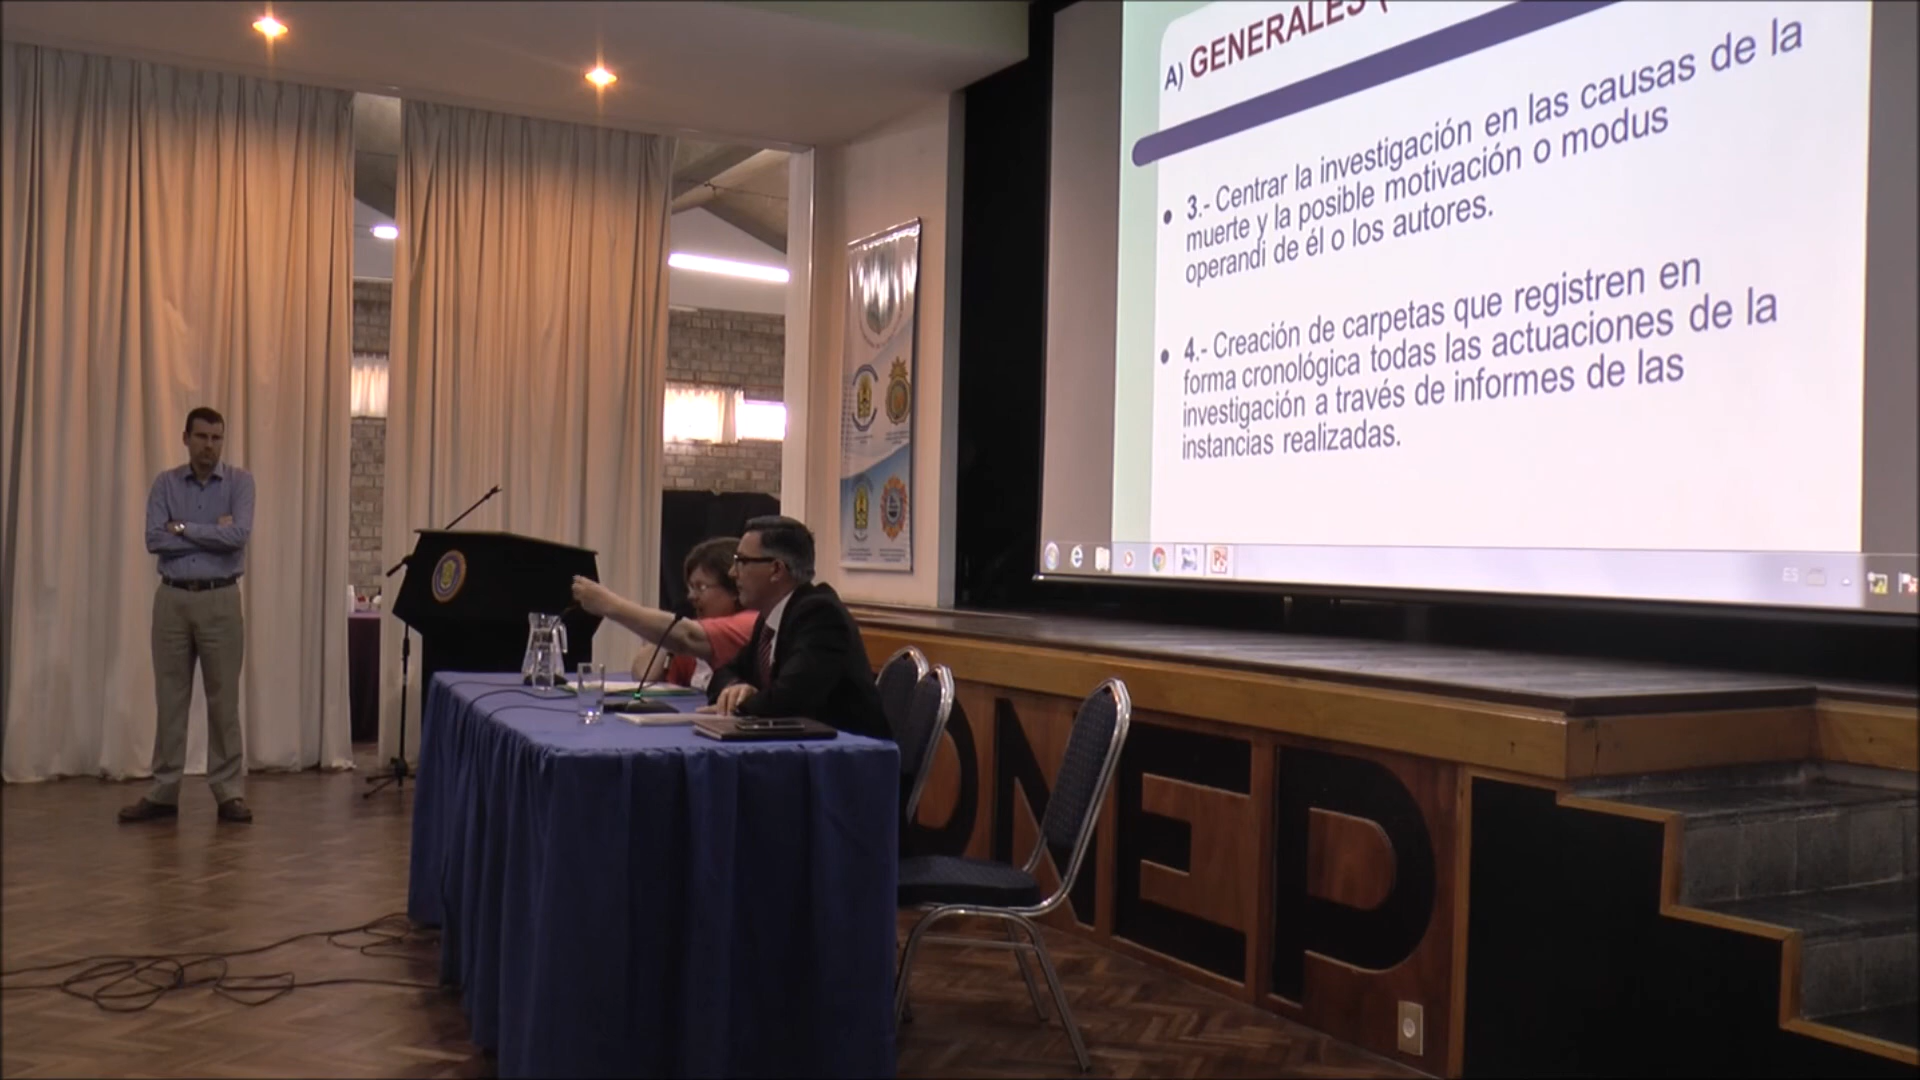 A) GENERALES (
• 3.- Centrar la investigación en las causas de la
muerte y la posible motivación o modus
operandi de él o los autores.
• 4.- Creación de carpetas que registren en
forma cronológica todas las actuaciones de la
investigación a través de informes de las
instancias realizadas.
ES
ONEP